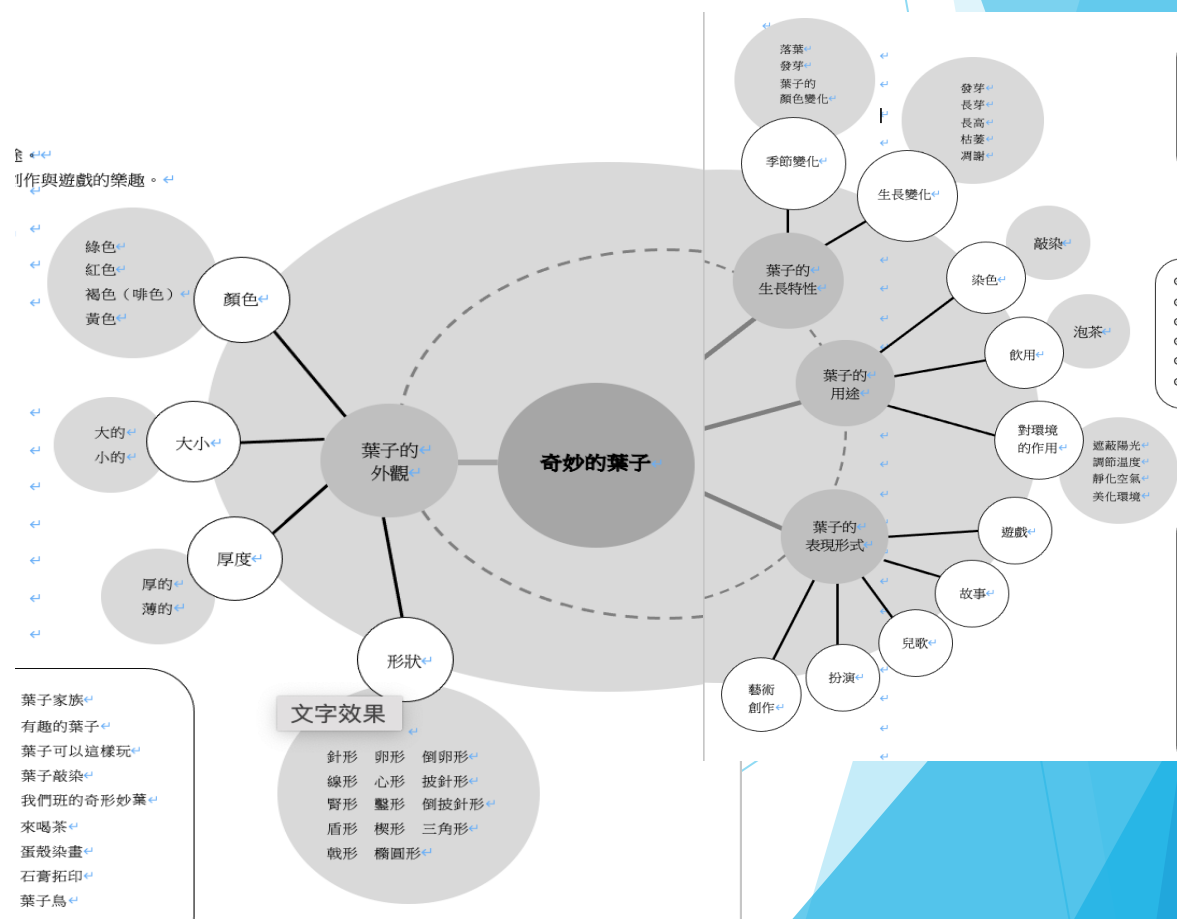 途。
創作與遊戲的樂趣。
綠色
紅色
褐色（啡色）
黃色
顏色
大的
小的
大小
厚的
薄的
厚度
形狀
文字效果
針形 卵形 倒卵形
線形 心形 披針形
腎形 鑿形 倒披針形
盾形 楔形 三角形
戟形 橢圓形
葉子的
外觀
奇妙的葉子
落葉
發芽
葉子的
顏色變化
季節變化
發芽
長芽
長高
枯萎
凋謝
生長變化
葉子的
生長特性
敲染
染色
泡茶
飲用
葉子的
用途
對環境
的作用
遮蔽陽光
調節溫度
靜化空氣
美化環境
葉子的
表現形式
遊戲
故事
兒歌
扮演
藝術
創作
葉子家族
有趣的葉子
葉子可以這樣玩
葉子敲染
我們班的奇形妙葉
來喝茶
蛋殼染畫
石膏拓印
葉子鳥